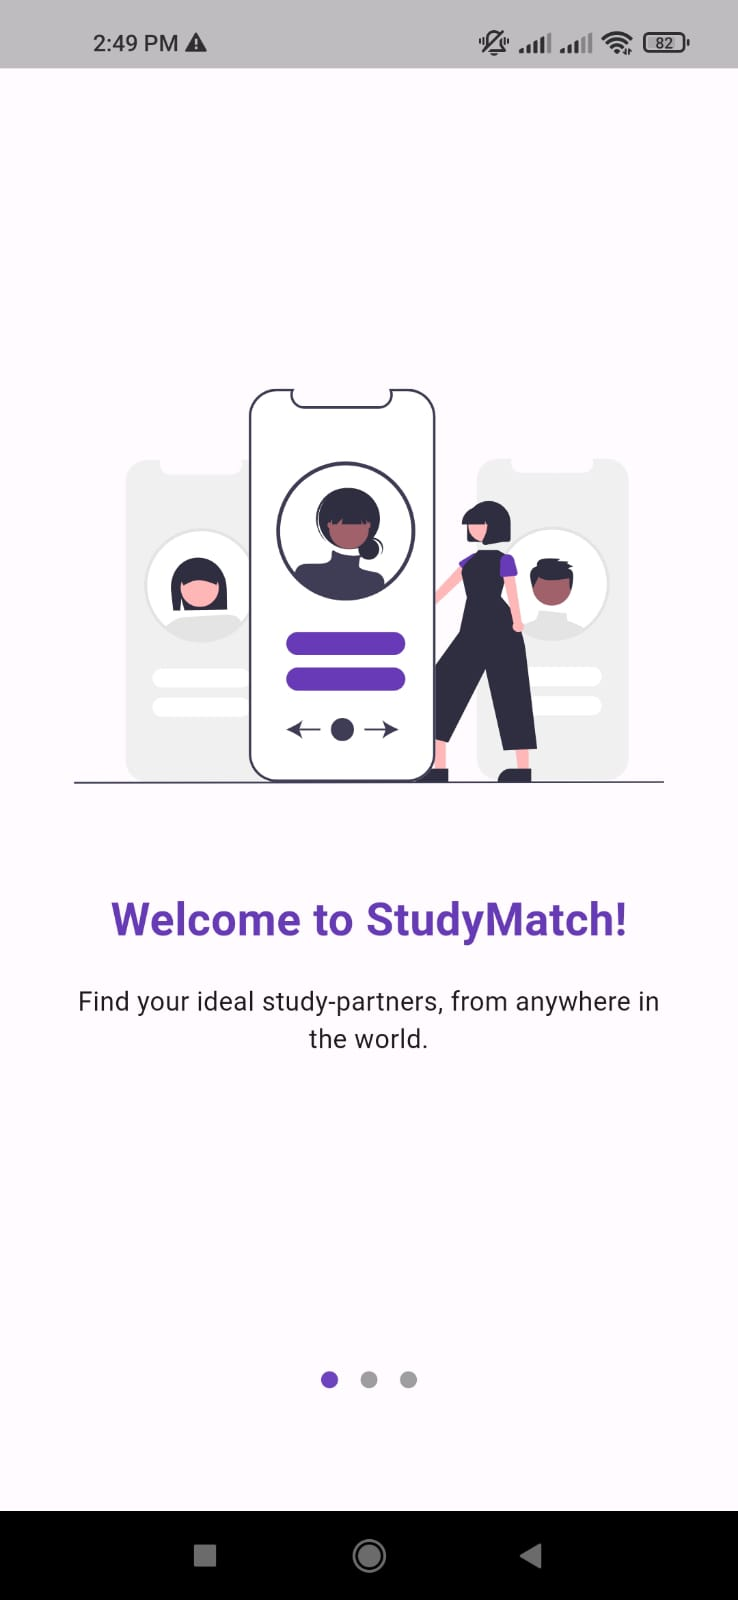 2:49 PM
82
Welcome to StudyMatch!
Find your ideal study-partners, from anywhere in
the world.